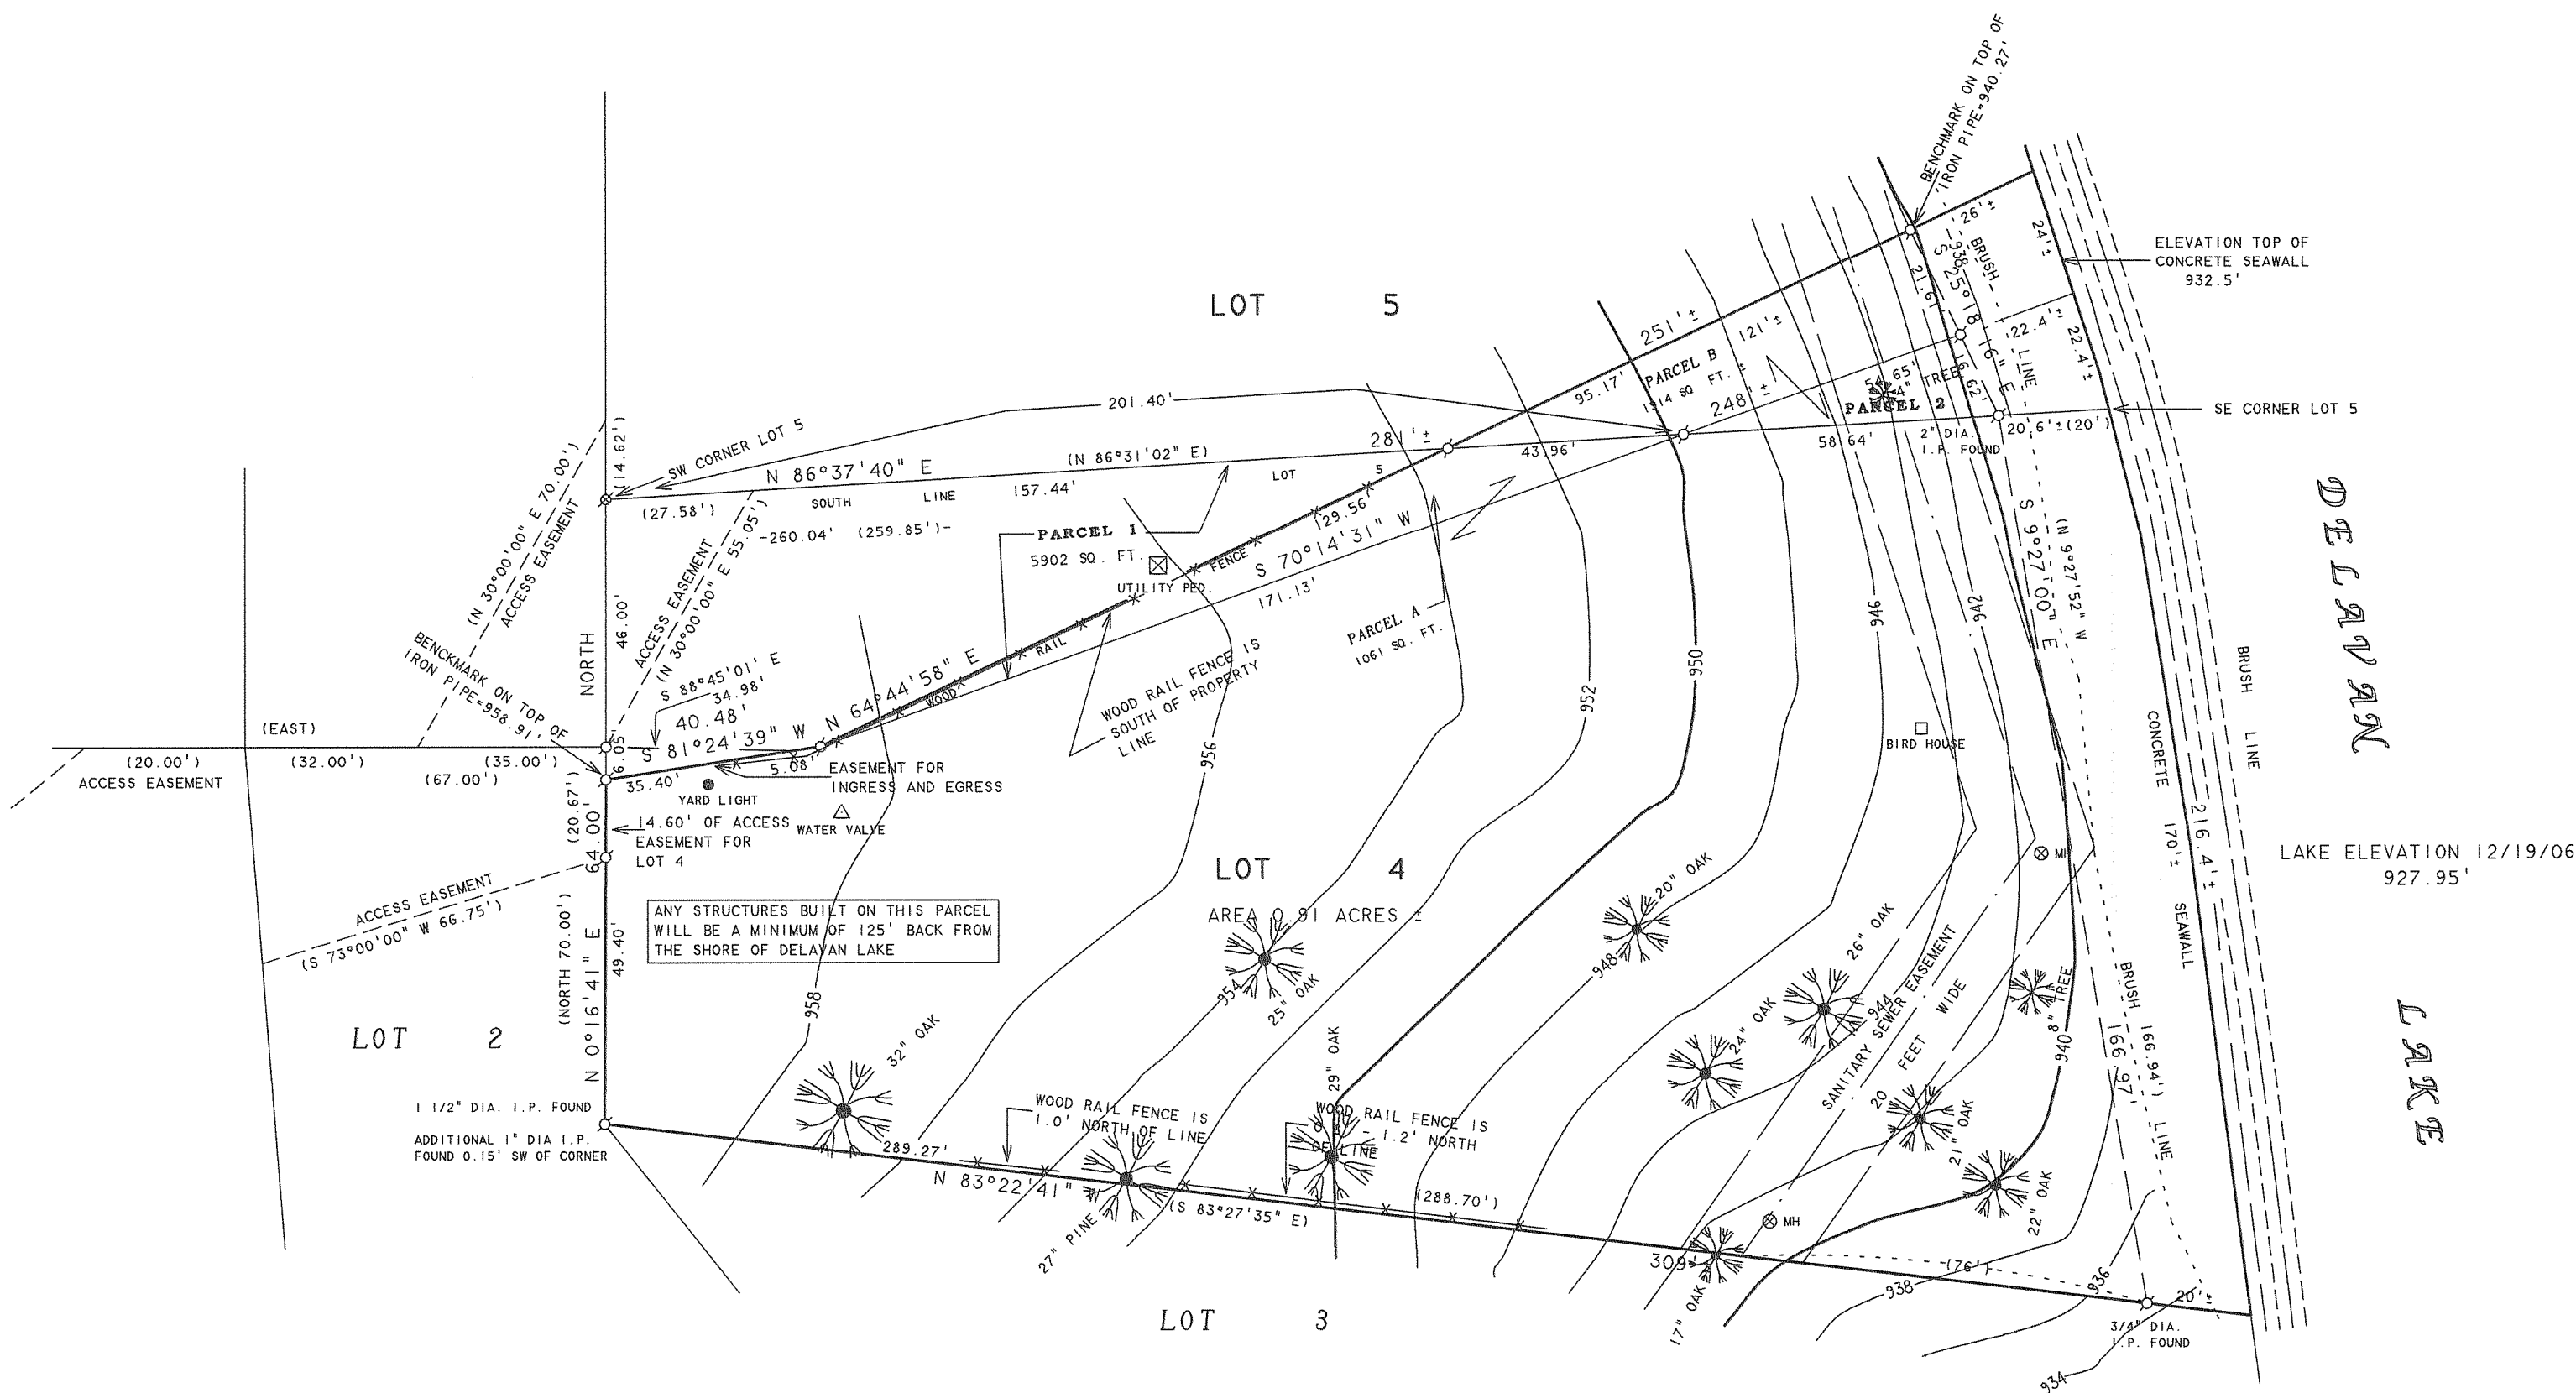 BENCHMARK ON TOP OF
IRON PIPE=940.27'
26'±
24'±
ELEVATION TOP OF
CONCRETE SEAWALL
932.5'
938
BRUSH
LINE
S 25°18'16" E
21.61'
16.62'
22.4'±
22.4'±
LOT 5
251'±
PARCEL B
1914 SQ. FT. ±
121'±
95.17'
248'±
54.65'
TREE
PARCEL 2
SE CORNER LOT 5
201.40'
SW CORNER LOT 5
(14.62')
N 86°37'40" E
(N 86°31'02" E)
281'±
43.96'
58.64'
2" DIA.
I.P. FOUND
20.6'±(20')
(27.58')
SOUTH LINE LOT 5
157.44'
-260.04' (259.85')-
PARCEL 1
5902 SQ. FT.
UTILITY PED.
129.56'
S 70°14'31" W
171.13'
(N 30°00'00" E 70.00')
ACCESS EASEMENT
ACCESS EASEMENT
(N 30°00'00" E 55.05')
46.00'
NORTH
BENCKMARK ON TOP OF
IRON PIPE=958.91'
S 88°45'01" E
34.98'
40.48'
S 81°24'39" W
N 64°44'58" E
WOOD RAIL FENCE
WOOD RAIL FENCE IS
SOUTH OF PROPERTY
LINE
PARCEL A
1061 SQ. FT.
S 9°27'00" E
(N 9°27'52" W
DELAVAN
LAKE
BRUSH LINE
(EAST)
(20.00')
(32.00')
(35.00')
(67.00')
ACCESS EASEMENT
6.05'
35.40'
5.08'
EASEMENT FOR
INGRESS AND EGRESS
YARD LIGHT
WATER VALVE
(20.67')
64.00'
14.60' OF ACCESS
EASEMENT FOR
LOT 4
956
952
950
946
942
BIRD HOUSE
CONCRETE SEAWALL
170'±
216.4'±
MH
LAKE ELEVATION 12/19/06
927.95'
ACCESS EASEMENT
(S 73°00'00" W 66.75')
(NORTH 70.00')
N 0°16'41" E
49.40'
ANY STRUCTURES BUILT ON THIS PARCEL
WILL BE A MINIMUM OF 125' BACK FROM
THE SHORE OF DELAVAN LAKE
LOT 4
AREA 0.91 ACRES ±
20" OAK
948
954
25" OAK
26" OAK
944
24" OAK
SANITARY SEWER EASEMENT
20 FEET WIDE
8" TREE
940
BRUSH LINE
166.94')
166.97'
LOT 2
958
32" OAK
29" OAK
21" OAK
22" OAK
1 1/2" DIA. I.P. FOUND
ADDITIONAL 1" DIA I.P.
FOUND 0.15' SW OF CORNER
WOOD RAIL FENCE IS
1.0' NORTH OF LINE
WOOD RAIL FENCE IS
- 1.2' NORTH
OF LINE
289.27'
N 83°22'41" W
(S 83°27'35" E)
(288.70')
27" PINE
MH
309'
17" OAK
(76')
938
936
20'±
3/4" DIA.
I.P. FOUND
934
LOT 3